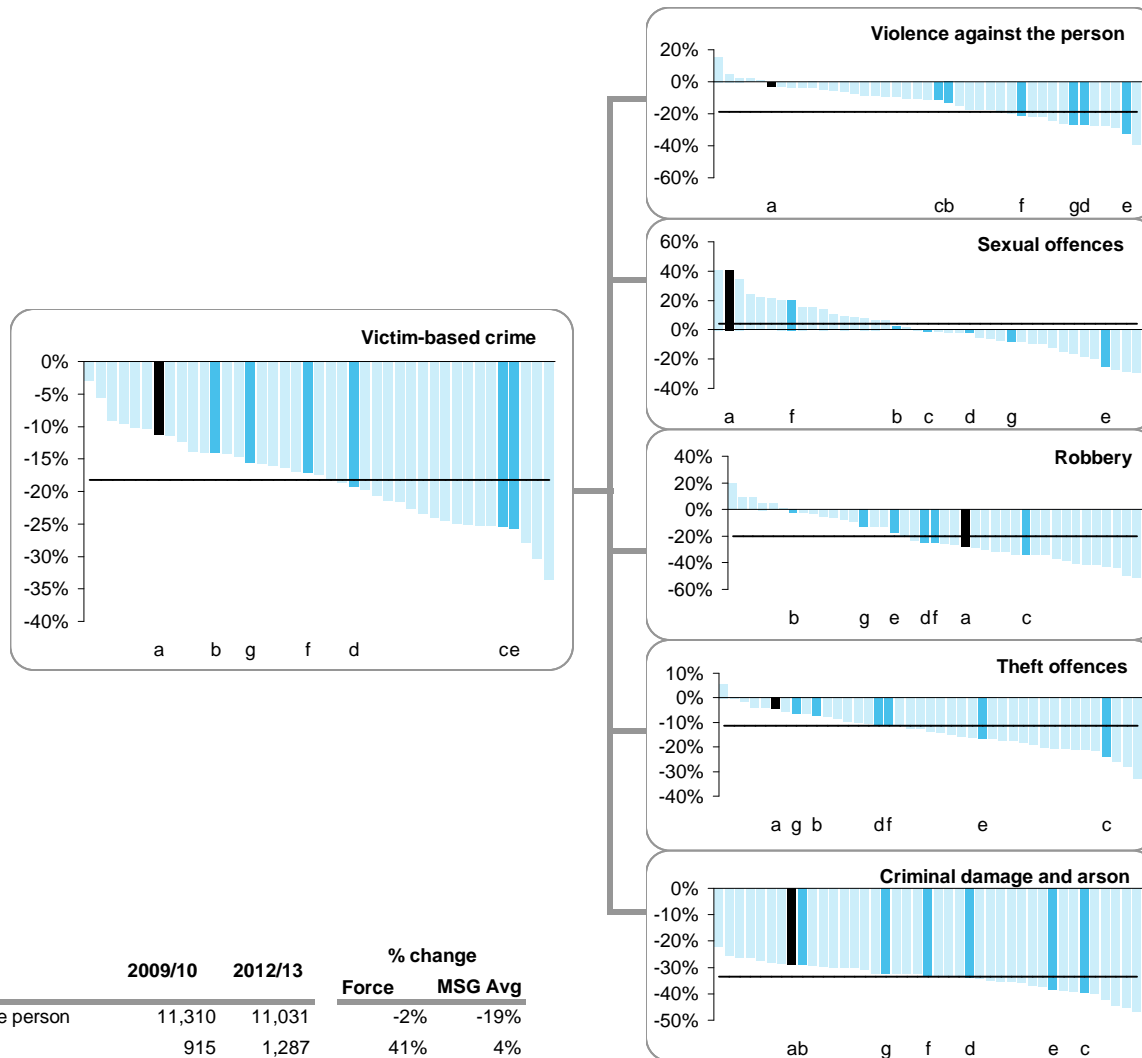 Violence against the person
20%
0%
-20%
-40%
-60%
a cb f gd e
Sexual offences
60%
40%
20%
0%
-20%
-40%
a f b c d g e
Victim-based crime
0%
-5%
-10%
-15%
-20%
-25%
-30%
-35%
-40%
a b g f d ce
Robbery
40%
20%
0%
-20%
-40%
-60%
b g e df a c
Theft offences
10%
0%
-10%
-20%
-30%
-40%
a g b df e c
Criminal damage and arson
0%
-10%
-20%
-30%
-40%
-50%
ab g f d e c
% change
2009/10 2012/13
Force MSG Avg
e person 11,310 11,031 -2% -19%
915 1,287 41% 4%